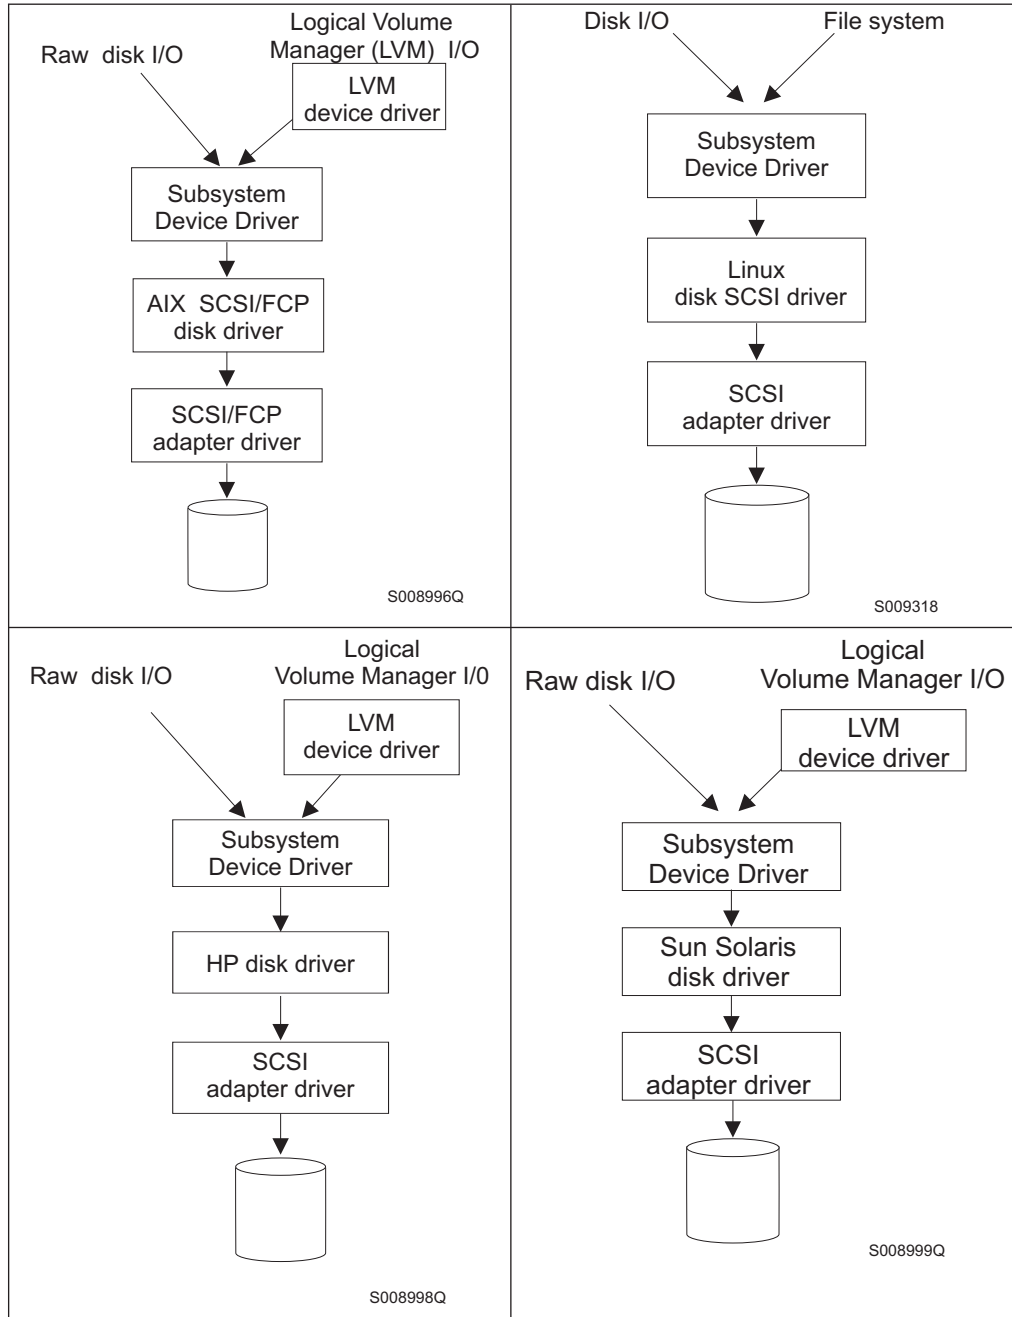 Logical Volume
Manager (LVM) I/O
Raw disk I/O
LVM
device driver
Subsystem
Device Driver
AIX SCSI/FCP
disk driver
SCSI/FCP
adapter driver
S008996Q
Disk I/O
File system
Subsystem
Device Driver
Linux
disk SCSI driver
SCSI
adapter driver
S009318
Logical
Volume Manager I/0
Raw disk I/O
LVM
device driver
Subsystem
Device Driver
HP disk driver
SCSI
adapter driver
S008998Q
Logical
Volume Manager I/O
Raw disk I/O
LVM
device driver
Subsystem
Device Driver
Sun Solaris
disk driver
SCSI
adapter driver
S008999Q